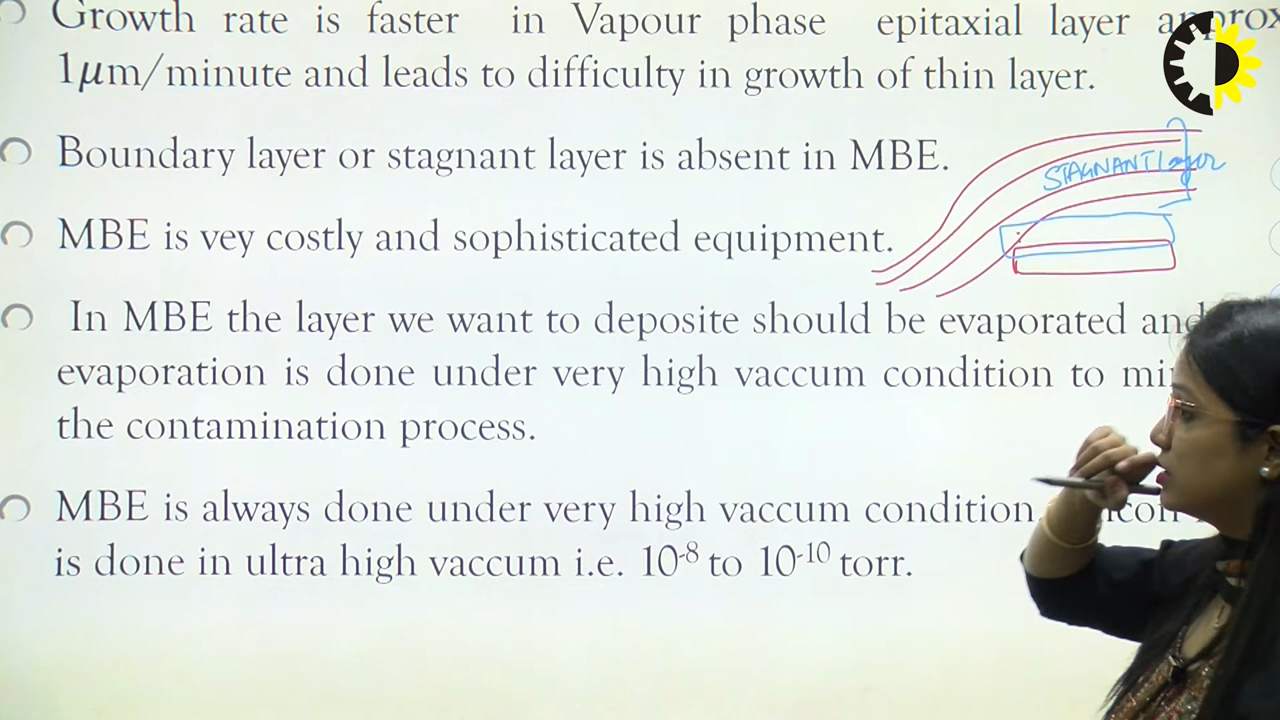 Growth rate is faster in Vapour phase epitaxial layer approx
1μm/minute and leads to difficulty in growth of thin layer.
Boundary layer or stagnant layer is absent in MBE.
STAGNANT layer
MBE is vey costly and sophisticated equipment.
In MBE the layer we want to deposite should be evaporated and
evaporation is done under very high vaccum condition to
the contamination process.
MBE is always done under very high vaccum condition
is done in ultra high vaccum i.e. 10⁻⁸ to 10⁻¹⁰ torr.